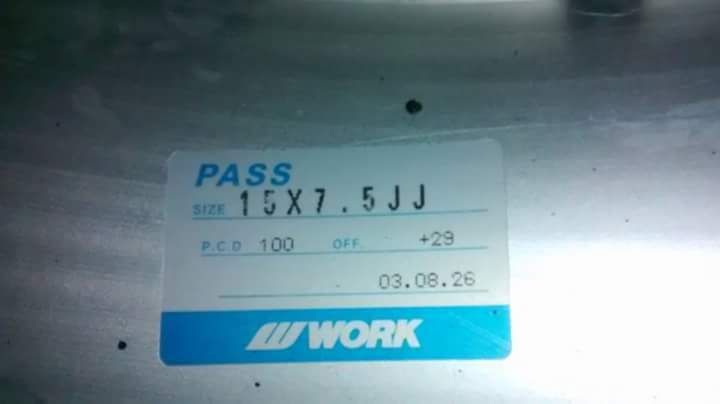 PASS
SIZE 15X7.5JJ
P.C.D 100 OFF. +29
03.08.26
WORK